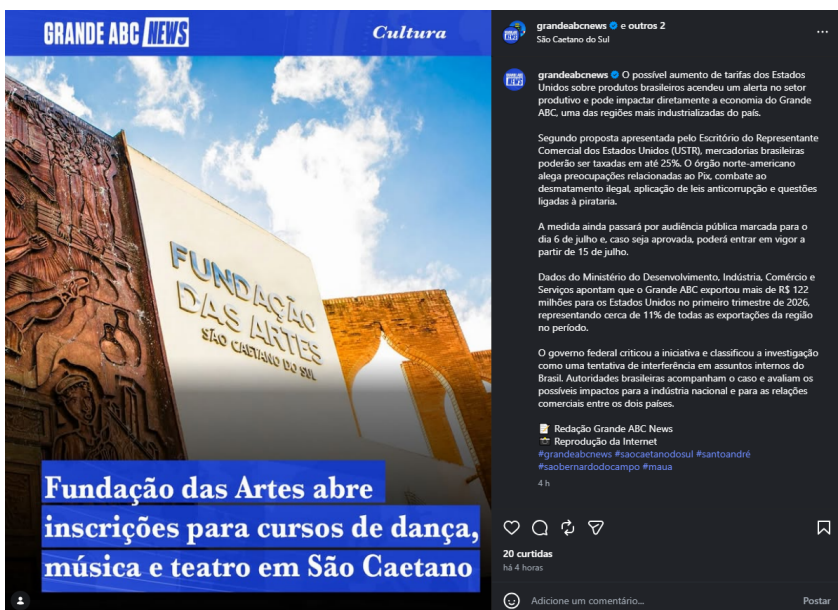 GRANDE ABC NEWS
Cultura
FUNDAÇÃO
DAS ARTES
SÃO CAETANO DO SUL
Fundação das Artes abre
inscrições para cursos de dança,
música e teatro em São Caetano
grandeabcnews e outros 2
São Caetano do Sul
grandeabcnews O possível aumento de tarifas dos Estados
Unidos sobre produtos brasileiros acendeu um alerta no setor
produtivo e pode impactar diretamente a economia do Grande
ABC, uma das regiões mais industrializadas do país.
Segundo proposta apresentada pelo Escritório do Representante
Comercial dos Estados Unidos (USTR), mercadorias brasileiras
poderão ser taxadas em até 25%. O órgão norte-americano
alega preocupações relacionadas ao Pix, combate ao
desmatamento ilegal, aplicação de leis anticorrupção e questões
ligadas à pirataria.
A medida ainda passará por audiência pública marcada para o
dia 6 de julho e, caso seja aprovada, poderá entrar em vigor a
partir de 15 de julho.
Dados do Ministério do Desenvolvimento, Indústria, Comércio e
Serviços apontam que o Grande ABC exportou mais de R$ 122
milhões para os Estados Unidos no primeiro trimestre de 2026,
representando cerca de 11% de todas as exportações da região
no período.
O governo federal criticou a iniciativa e classificou a investigação
como uma tentativa de interferência em assuntos internos do
Brasil. Autoridades brasileiras acompanham o caso e avaliam os
possíveis impactos para a indústria nacional e para as relações
comerciais entre os dois países.
Redação Grande ABC News
Reprodução da Internet
#grandeabcnews #saocaetanodosul #santoandré
#saobernardodocampo #maua
4 h
20 curtidas
há 4 horas
Adicione um comentário...
Postar